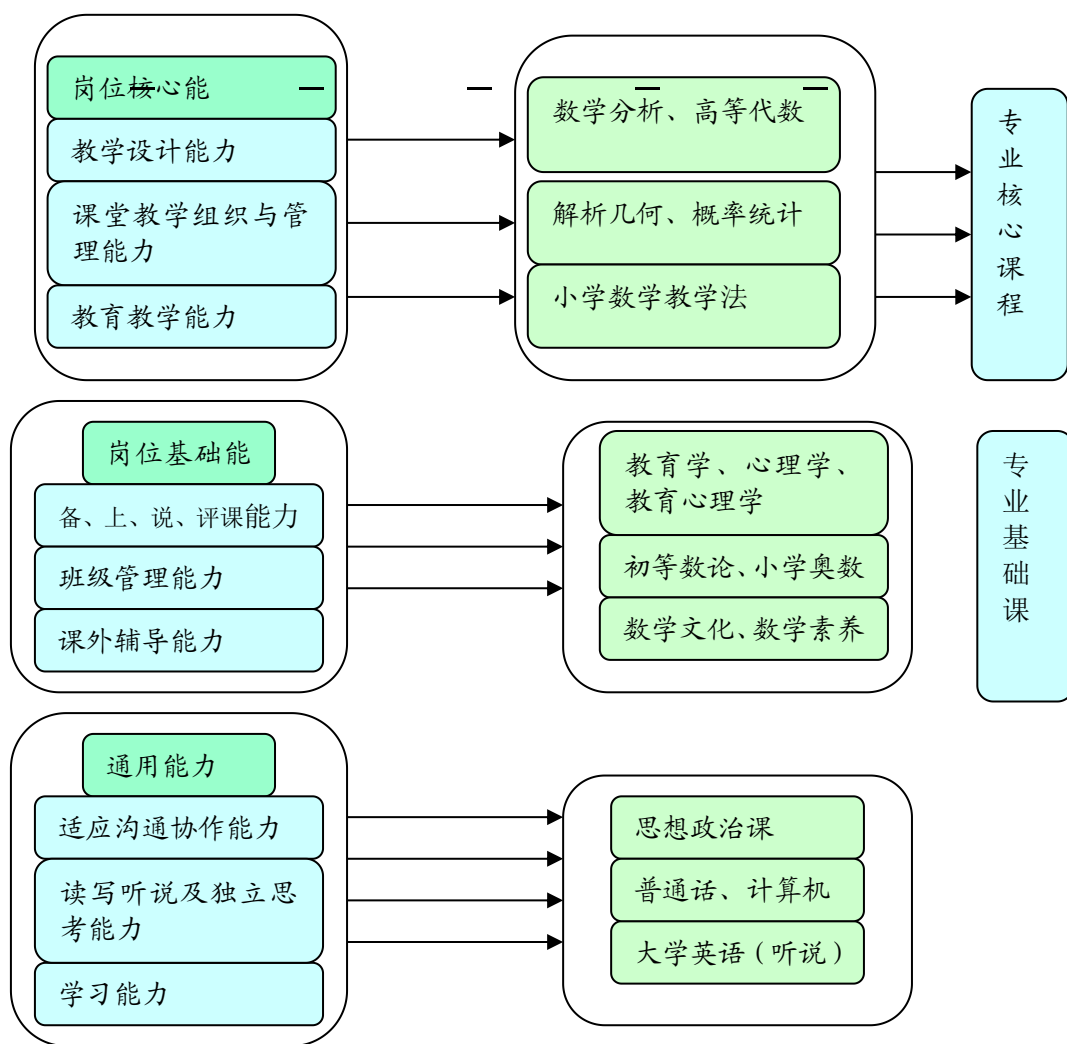 岗位核心能
教学设计能力
课堂教学组织与管
理能力
教育教学能力
数学分析、高等代数
解析几何、概率统计
小学数学教学法
专
业
核
心
课
程
岗位基础能
备、上、说、评课能力
班级管理能力
课外辅导能力
教育学、心理学、
教育心理学
初等数论、小学奥数
数学文化、数学素养
专
业
基
础
课
通用能力
适应沟通协作能力
读写听说及独立思
考能力
学习能力
思想政治课
普通话、计算机
大学英语（听说）